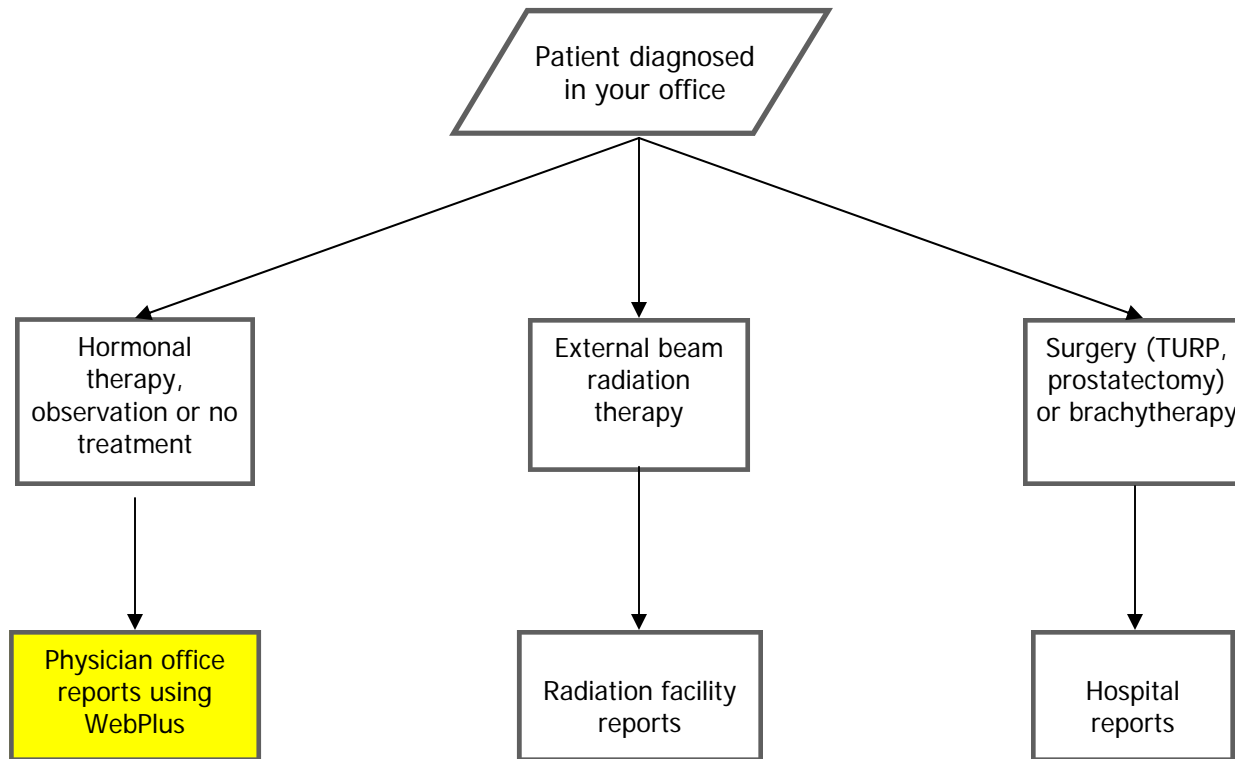 Patient diagnosed
in your office
Hormonal
therapy,
observation or no
treatment
External beam
radiation
therapy
Surgery (TURP,
prostatectomy)
or brachytherapy
Physician office
reports using
WebPlus
Radiation facility
reports
Hospital
reports